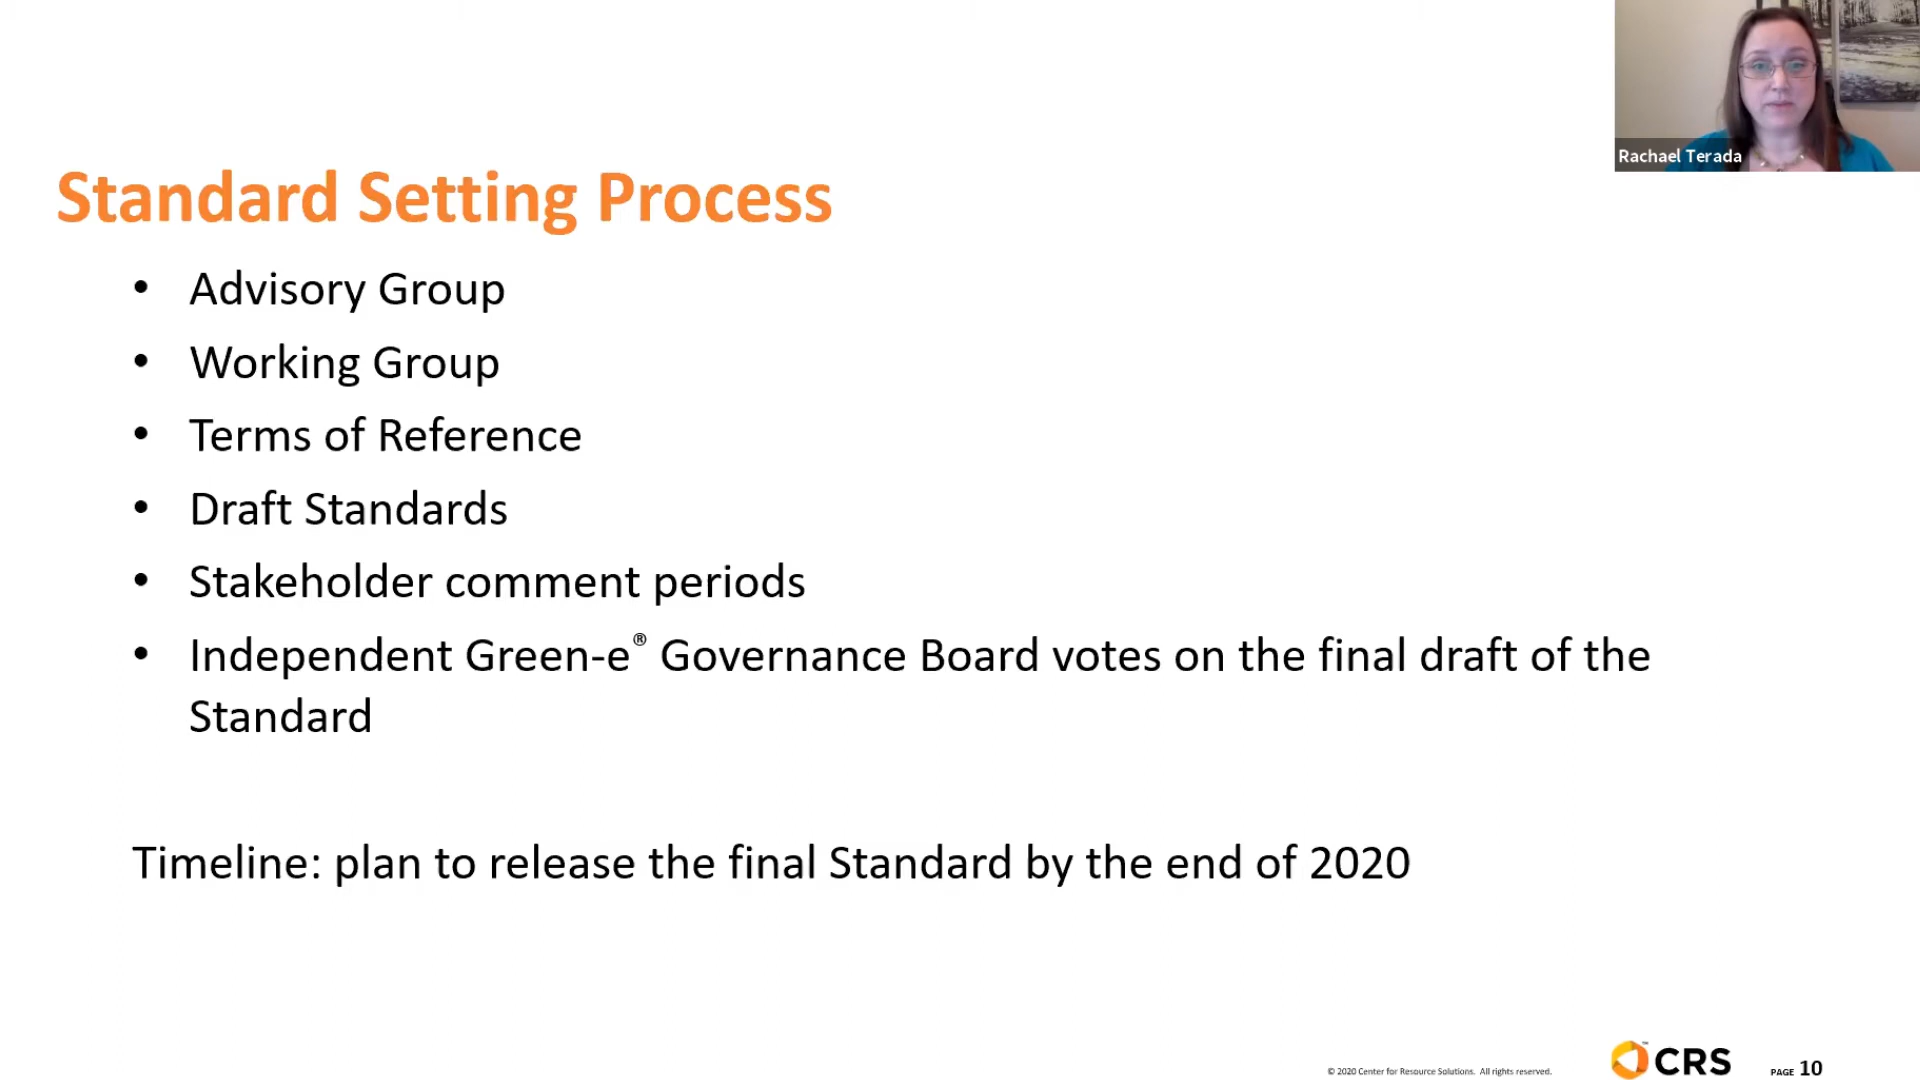 Rachael Terada
Standard Setting Process
• Advisory Group
• Working Group
• Terms of Reference
• Draft Standards
• Stakeholder comment periods
• Independent Green-e® Governance Board votes on the final draft of the
Standard
Timeline: plan to release the final Standard by the end of 2020
© 2020 Center for Resource Solutions. All rights reserved.
CRS™
PAGE 10